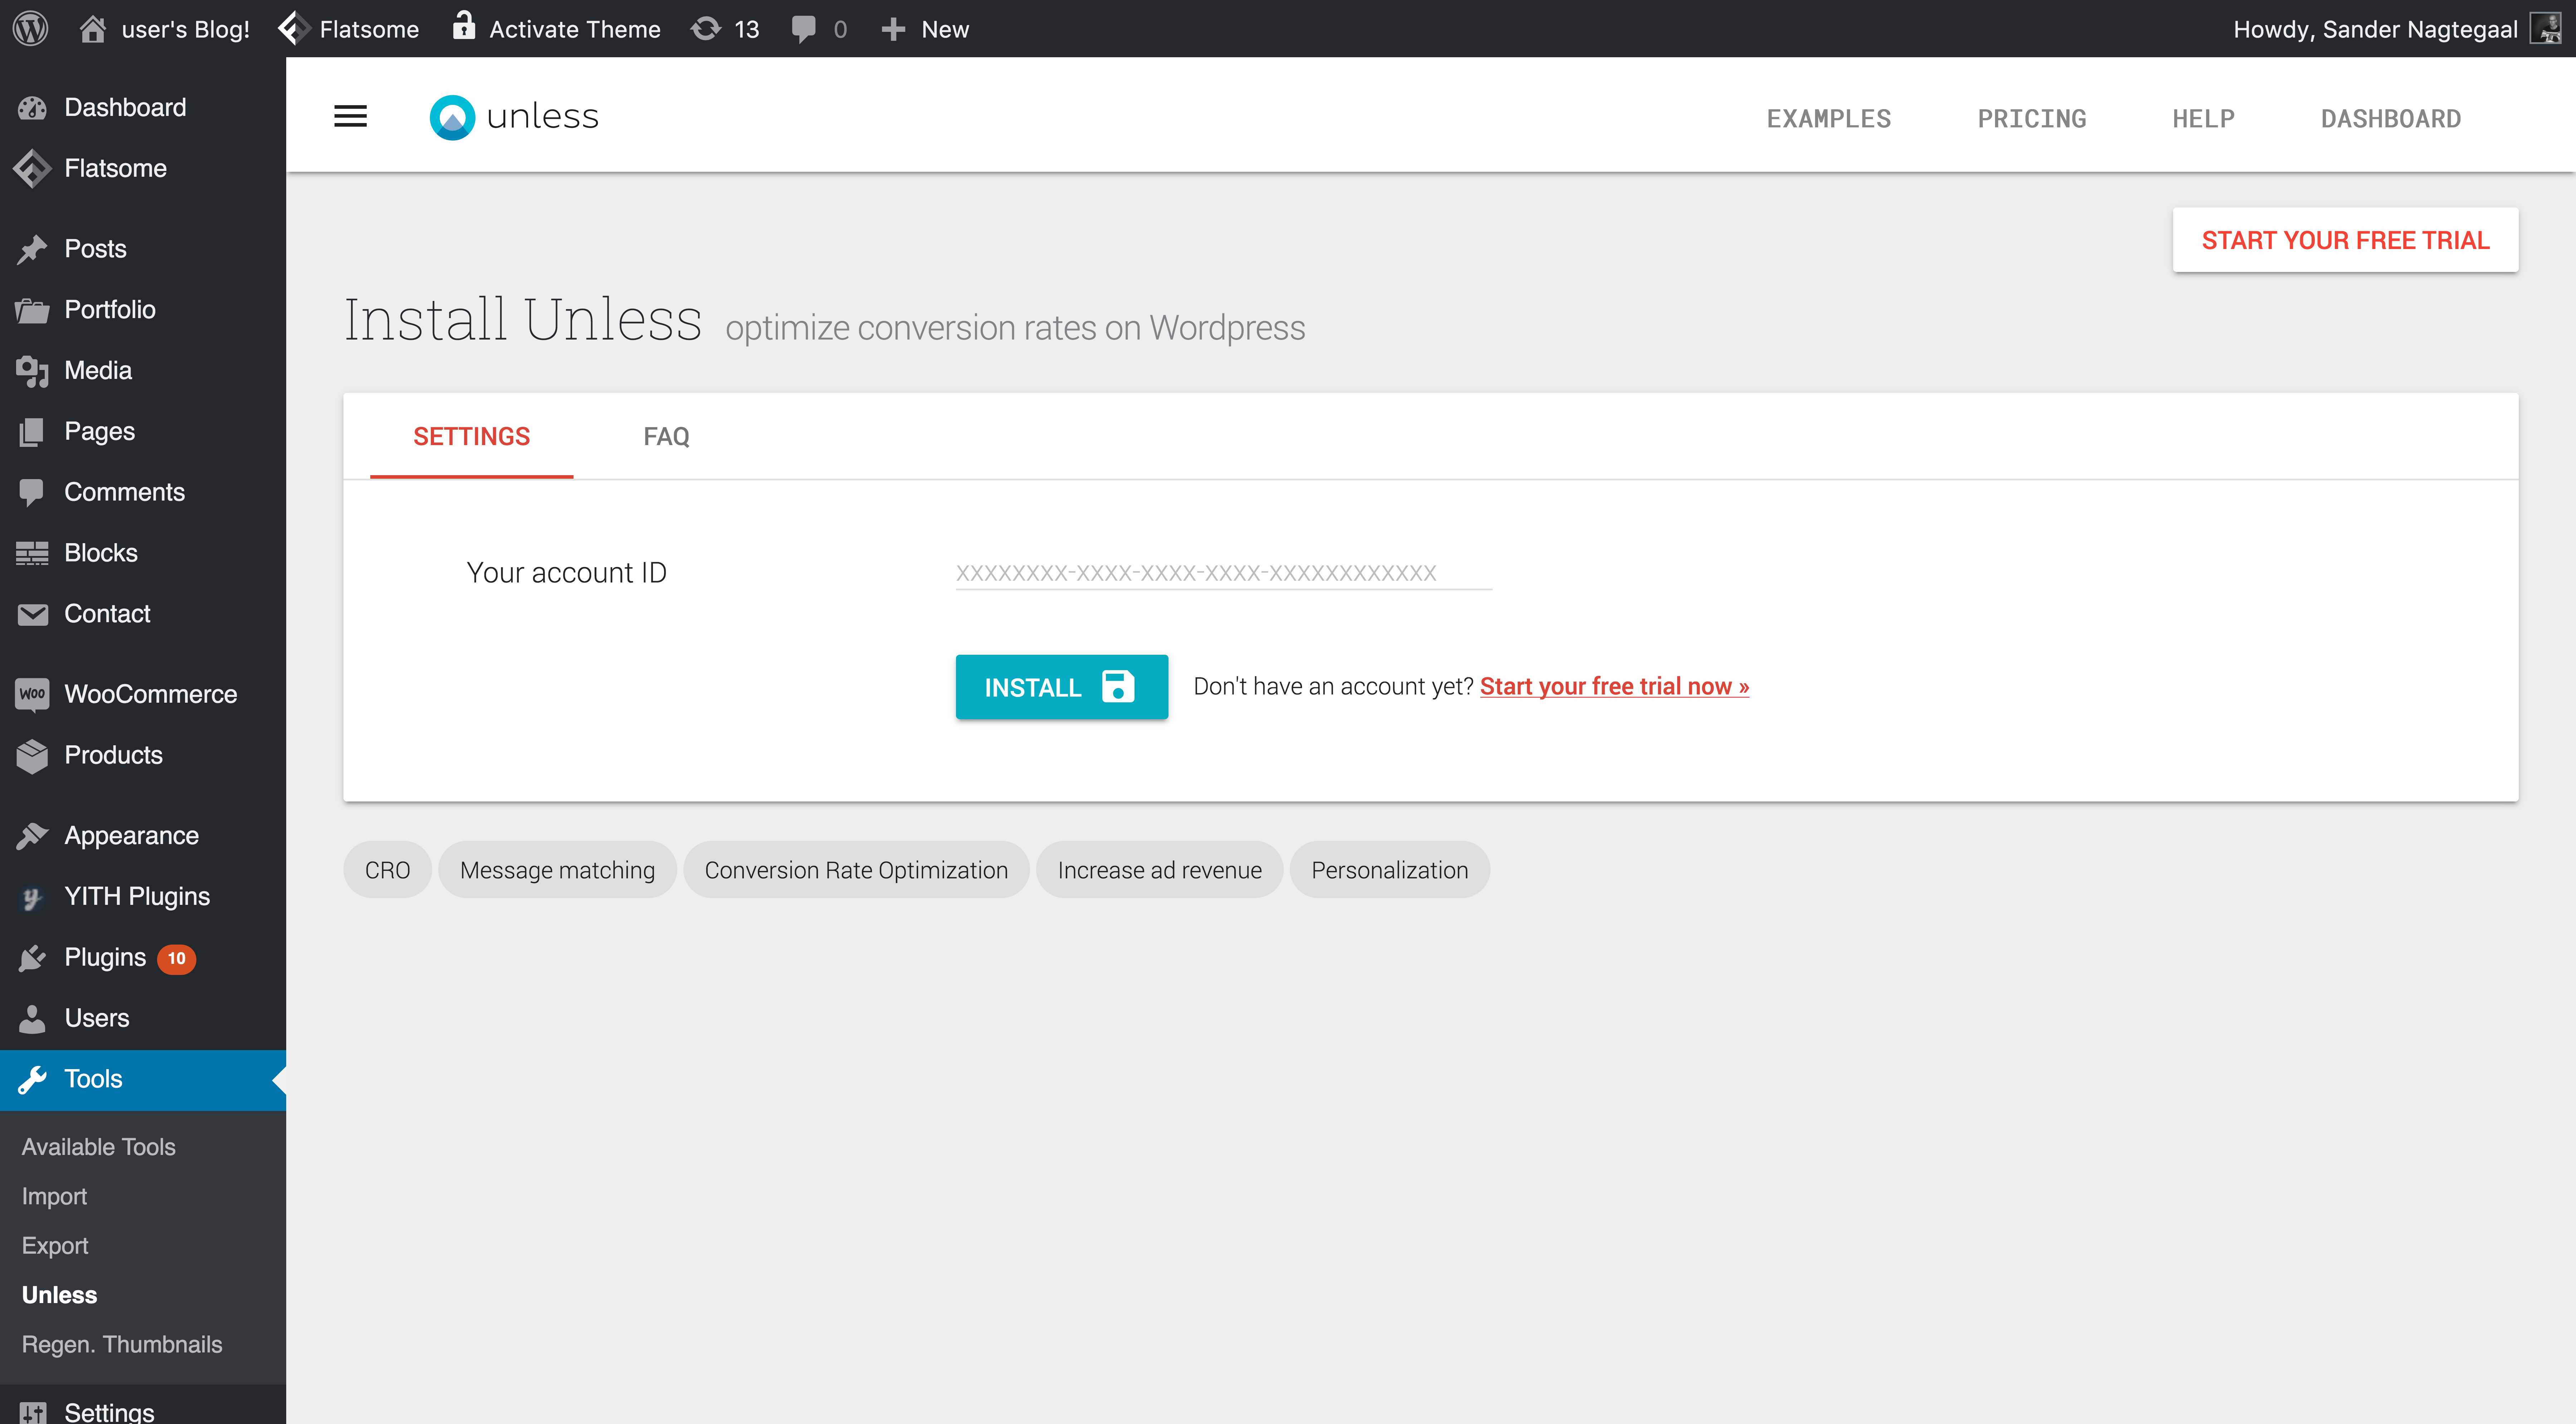 user's Blog! Flatsome Activate Theme 13 0 New Howdy, Sander Nagtegaal
Dashboard
Flatsome
Posts
Portfolio
Media
Pages
Comments
Blocks
Contact
WooCommerce
Products
Appearance
YITH Plugins
Plugins 10
Users
Tools
Available Tools
Import
Export
Unless
Regen. Thumbnails
Settings
unless EXAMPLES PRICING HELP DASHBOARD
START YOUR FREE TRIAL
Install Unless optimize conversion rates on Wordpress
SETTINGS FAQ
Your account ID xxxxxxxx-xxxx-xxxx-xxxx-xxxxxxxxxxxx
INSTALL Don't have an account yet? Start your free trial now »
CRO Message matching Conversion Rate Optimization Increase ad revenue Personalization